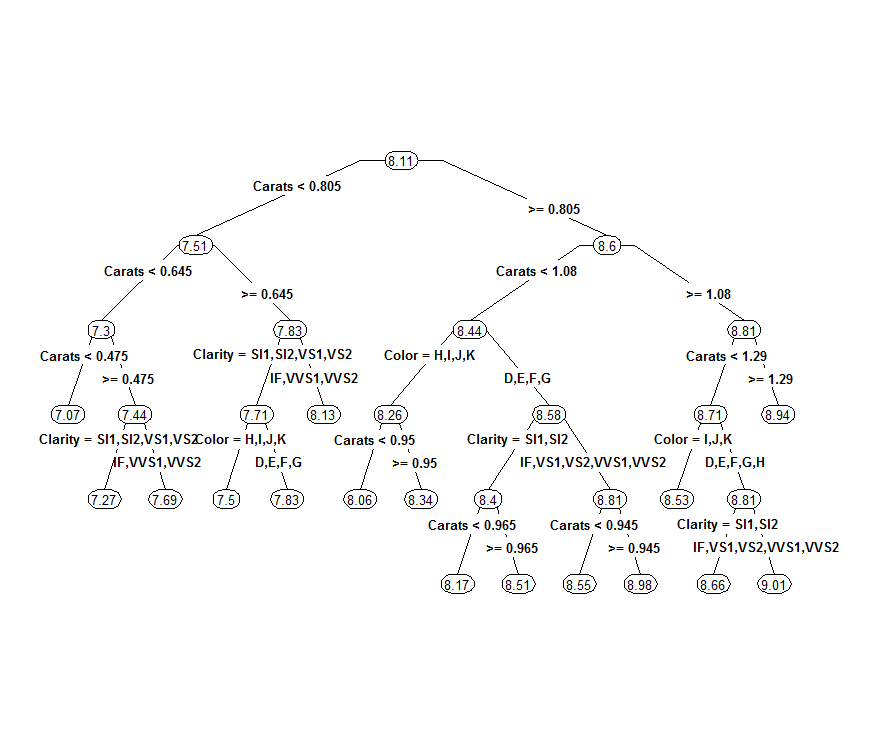 8.11
Carats < 0.805
>= 0.805
7.51
8.6
Carats < 0.645
Carats < 1.08
>= 0.645
>= 1.08
7.3
7.83
8.44
8.81
Clarity = SI1,SI2,VS1,VS2
Color = H,I,J,K
Carats < 0.475
Carats < 1.29
>= 0.475
IF,VVS1,VVS2
D,E,F,G
>= 1.29
7.07
7.44
7.71
8.13
8.26
8.58
8.71
8.94
Clarity = SI1,SI2,VS1,VS2
Color = H,I,J,K
Carats < 0.95
Clarity = SI1,SI2
Color = I,J,K
IF,VVS1,VVS2
D,E,F,G
>= 0.95
IF,VS1,VS2,VVS1,VVS2
D,E,F,G,H
7.27
7.69
7.5
7.83
8.06
8.34
8.4
8.81
8.53
8.81
Carats < 0.965
Carats < 0.945
Clarity = SI1,SI2
>= 0.965
>= 0.945
IF,VS1,VS2,VVS1,VVS2
8.17
8.51
8.55
8.98
8.66
9.01